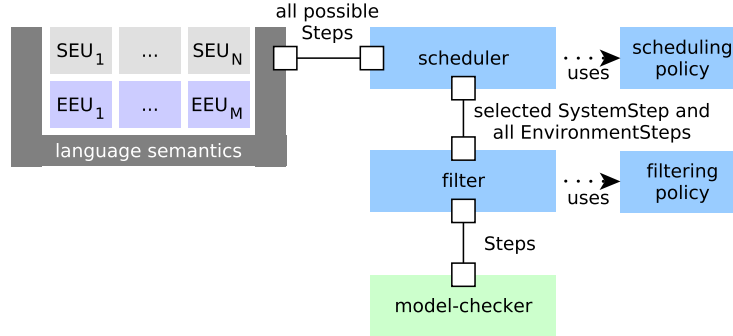 all possible
Steps
SEU1 ... SEUN
EEU1 ... EEUM
language semantics
scheduler
... uses
scheduling
policy
selected SystemStep and
all EnvironmentSteps
filter
... uses
filtering
policy
Steps
model-checker